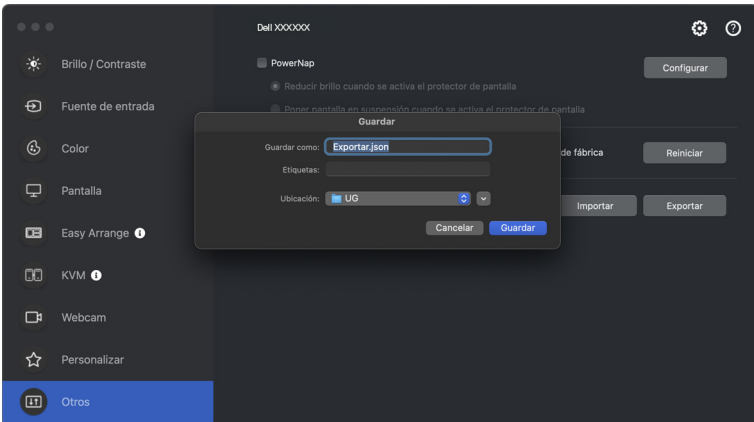 Dell XXXXXX
Brillo / Contraste
PowerNap
Configurar
Reducir brillo cuando se activa el protector de pantalla
Fuente de entrada
Poner pantalla en suspensión cuando se activa el protector de pantalla
Guardar
Color
Guardar como: Exportar.json
de fábrica
Reiniciar
Etiquetas:
Pantalla
Ubicación: UG
Importar
Exportar
Cancelar
Guardar
Easy Arrange
KVM
Webcam
Personalizar
Otros